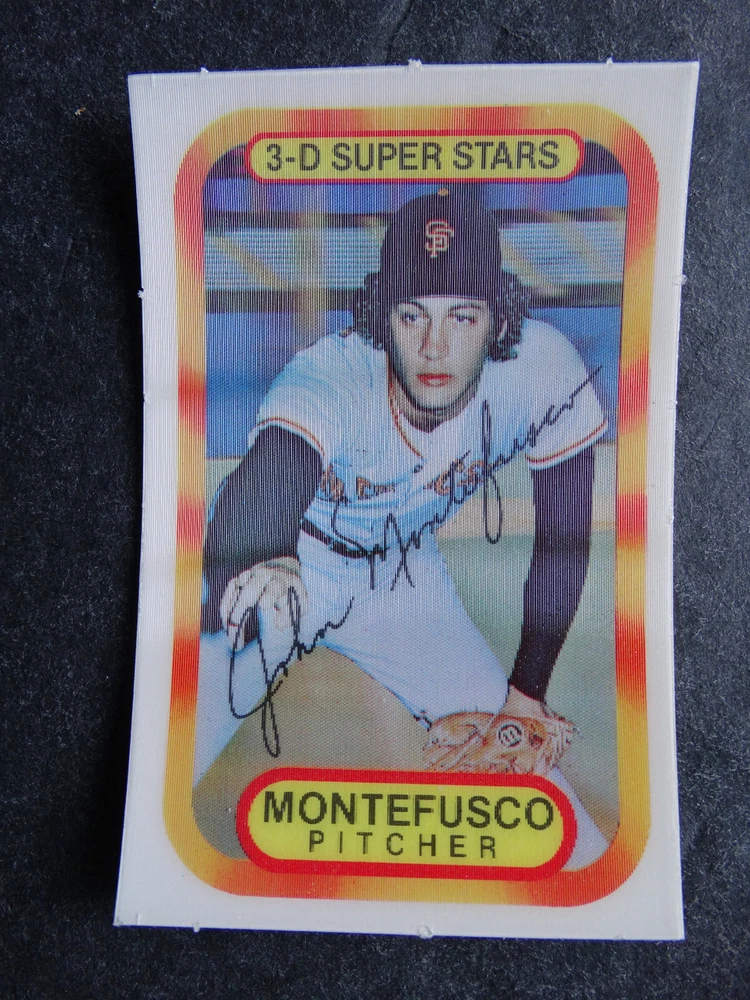 3-D SUPER STARS
SF
John Montefusco
MONTEFUSCO
PITCHER